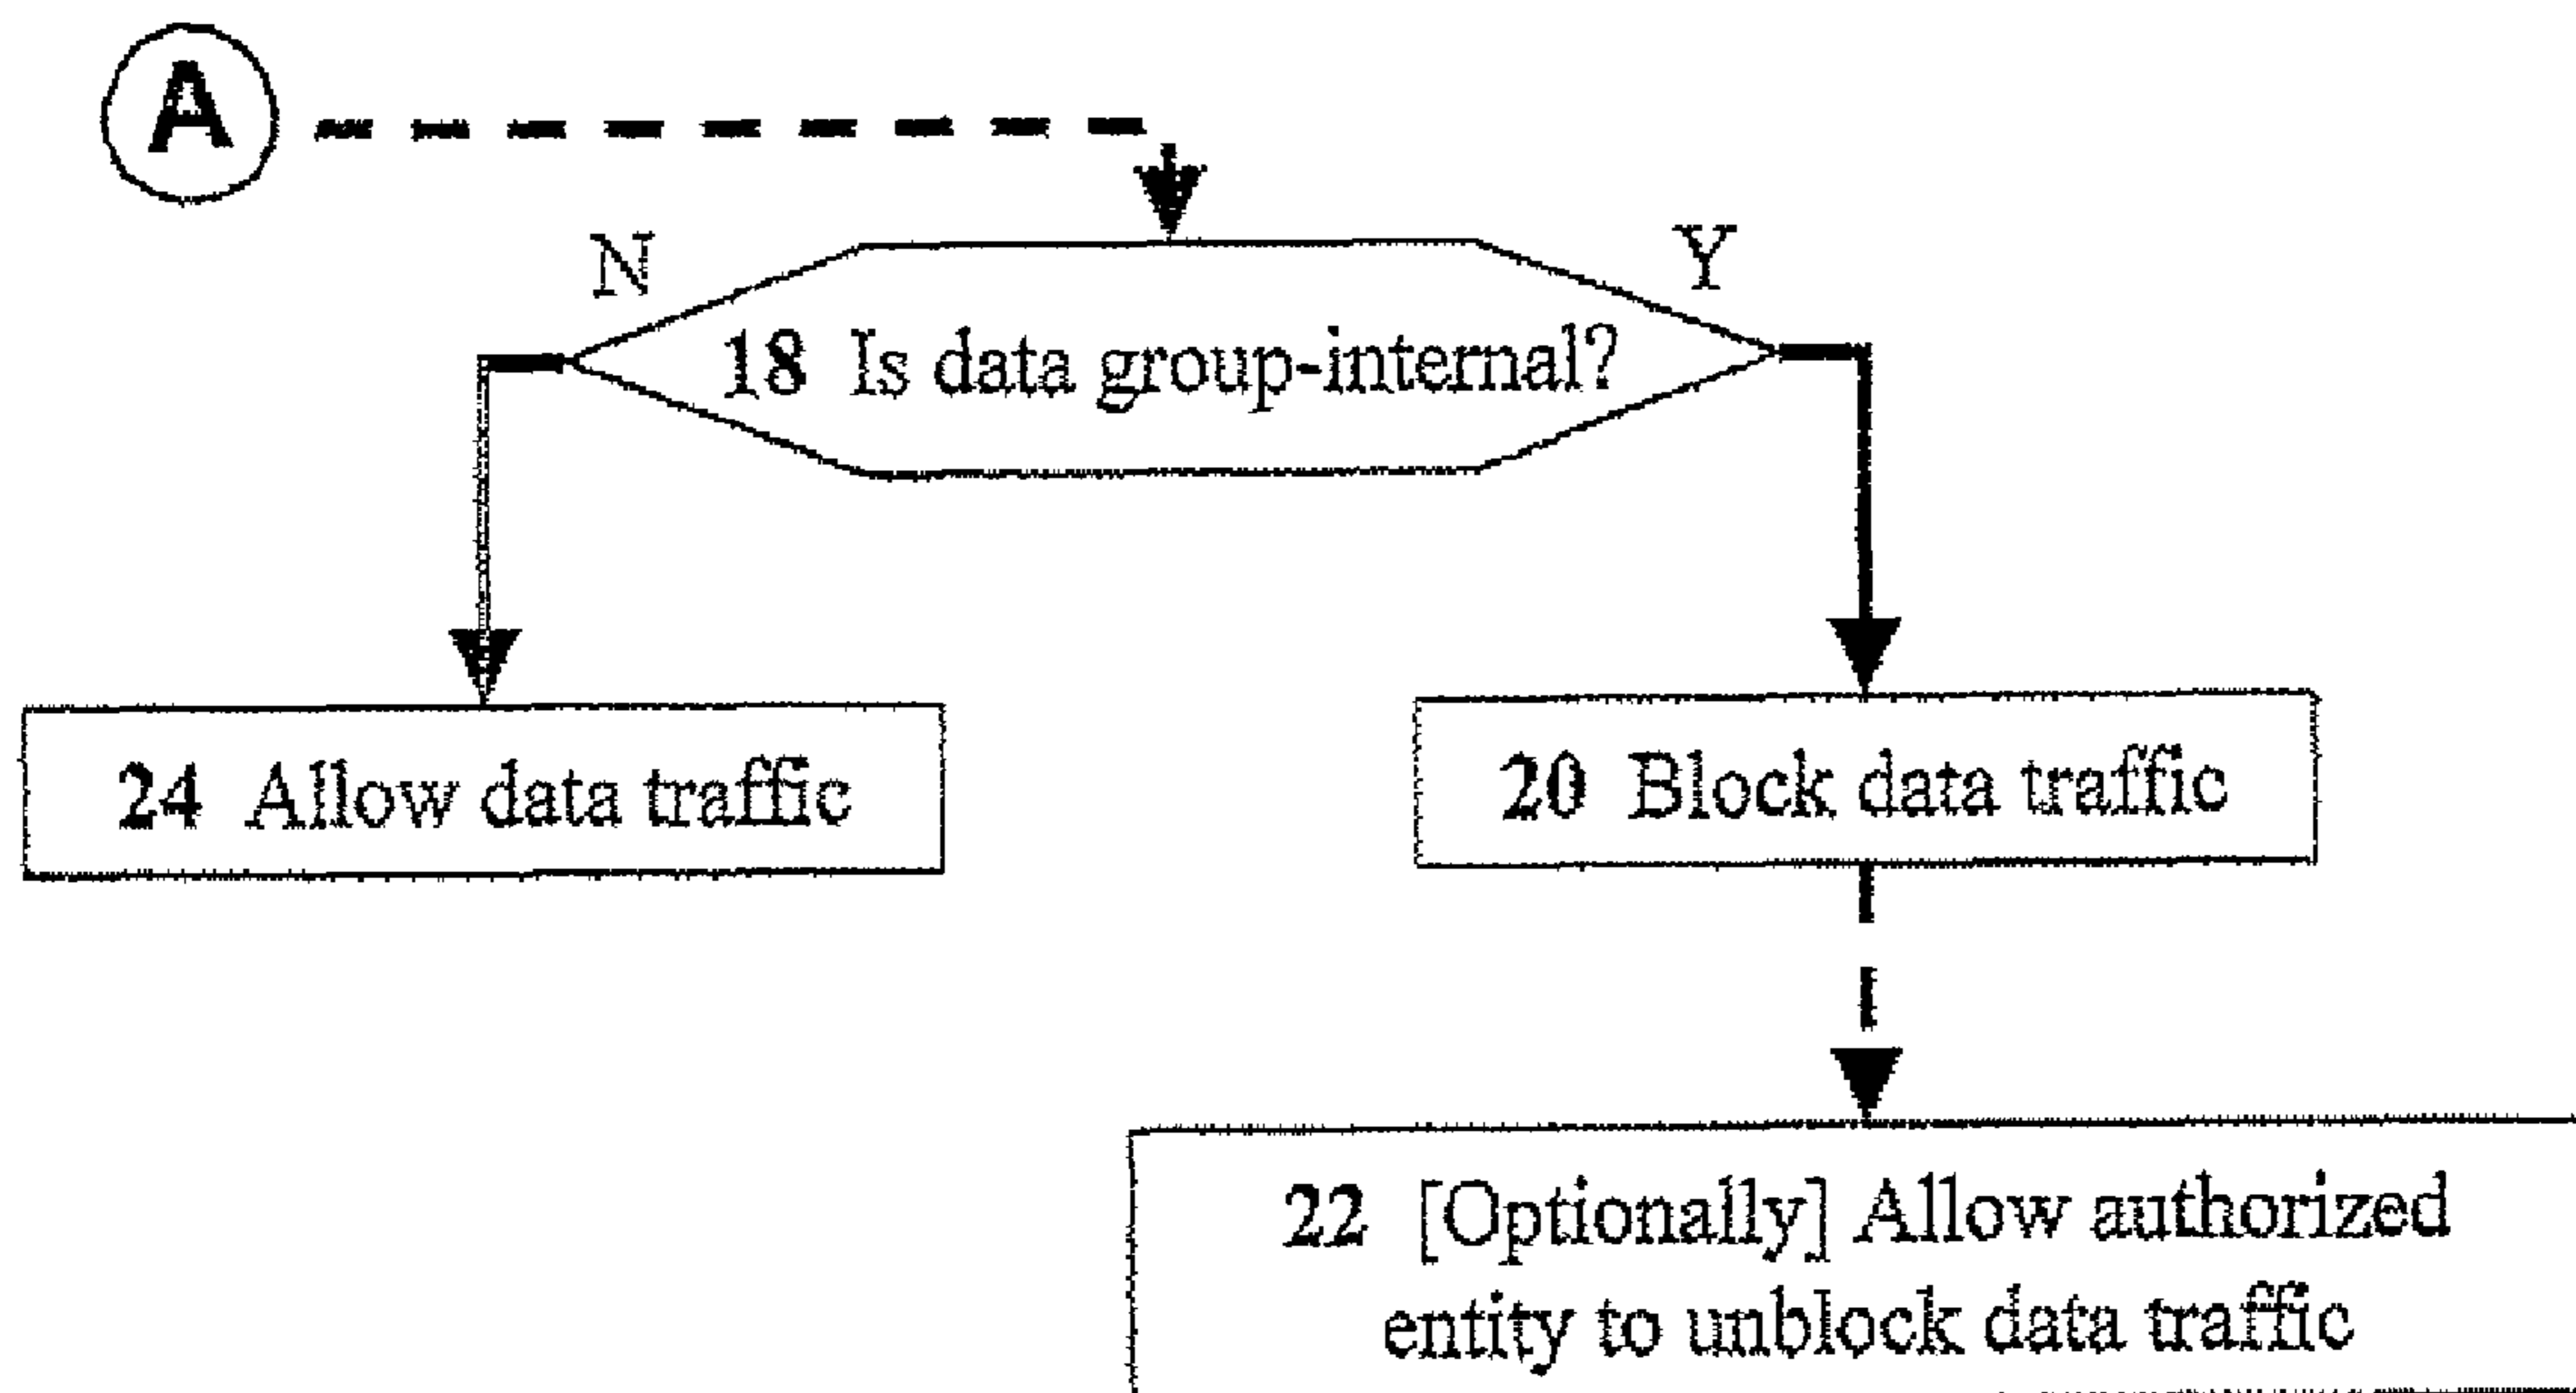 A
N
Y
18 Is data group-internal?
24 Allow data traffic
20 Block data traffic
22 [Optionally] Allow authorized
entity to unblock data traffic